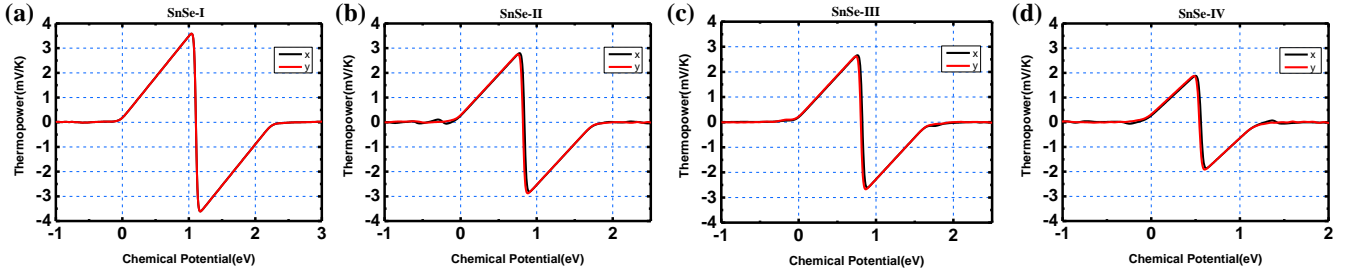 (a)
SnSe-I
4
3
2
1
0
-1
-2
-3
-4
-1
0
1
2
3
Thermopower(mV/K)
Chemical Potential(eV)
x
y
(b)
SnSe-II
4
3
2
1
0
-1
-2
-3
-4
-1
0
1
2
Thermopower(mV/K)
Chemical Potential(eV)
x
y
(c)
SnSe-III
4
3
2
1
0
-1
-2
-3
-4
-1
0
1
2
Thermopower(mV/K)
Chemical Potential(eV)
x
y
(d)
SnSe-IV
4
3
2
1
0
-1
-2
-3
-4
-1
0
1
2
Thermopower(mV/K)
Chemical Potential(eV)
x
y